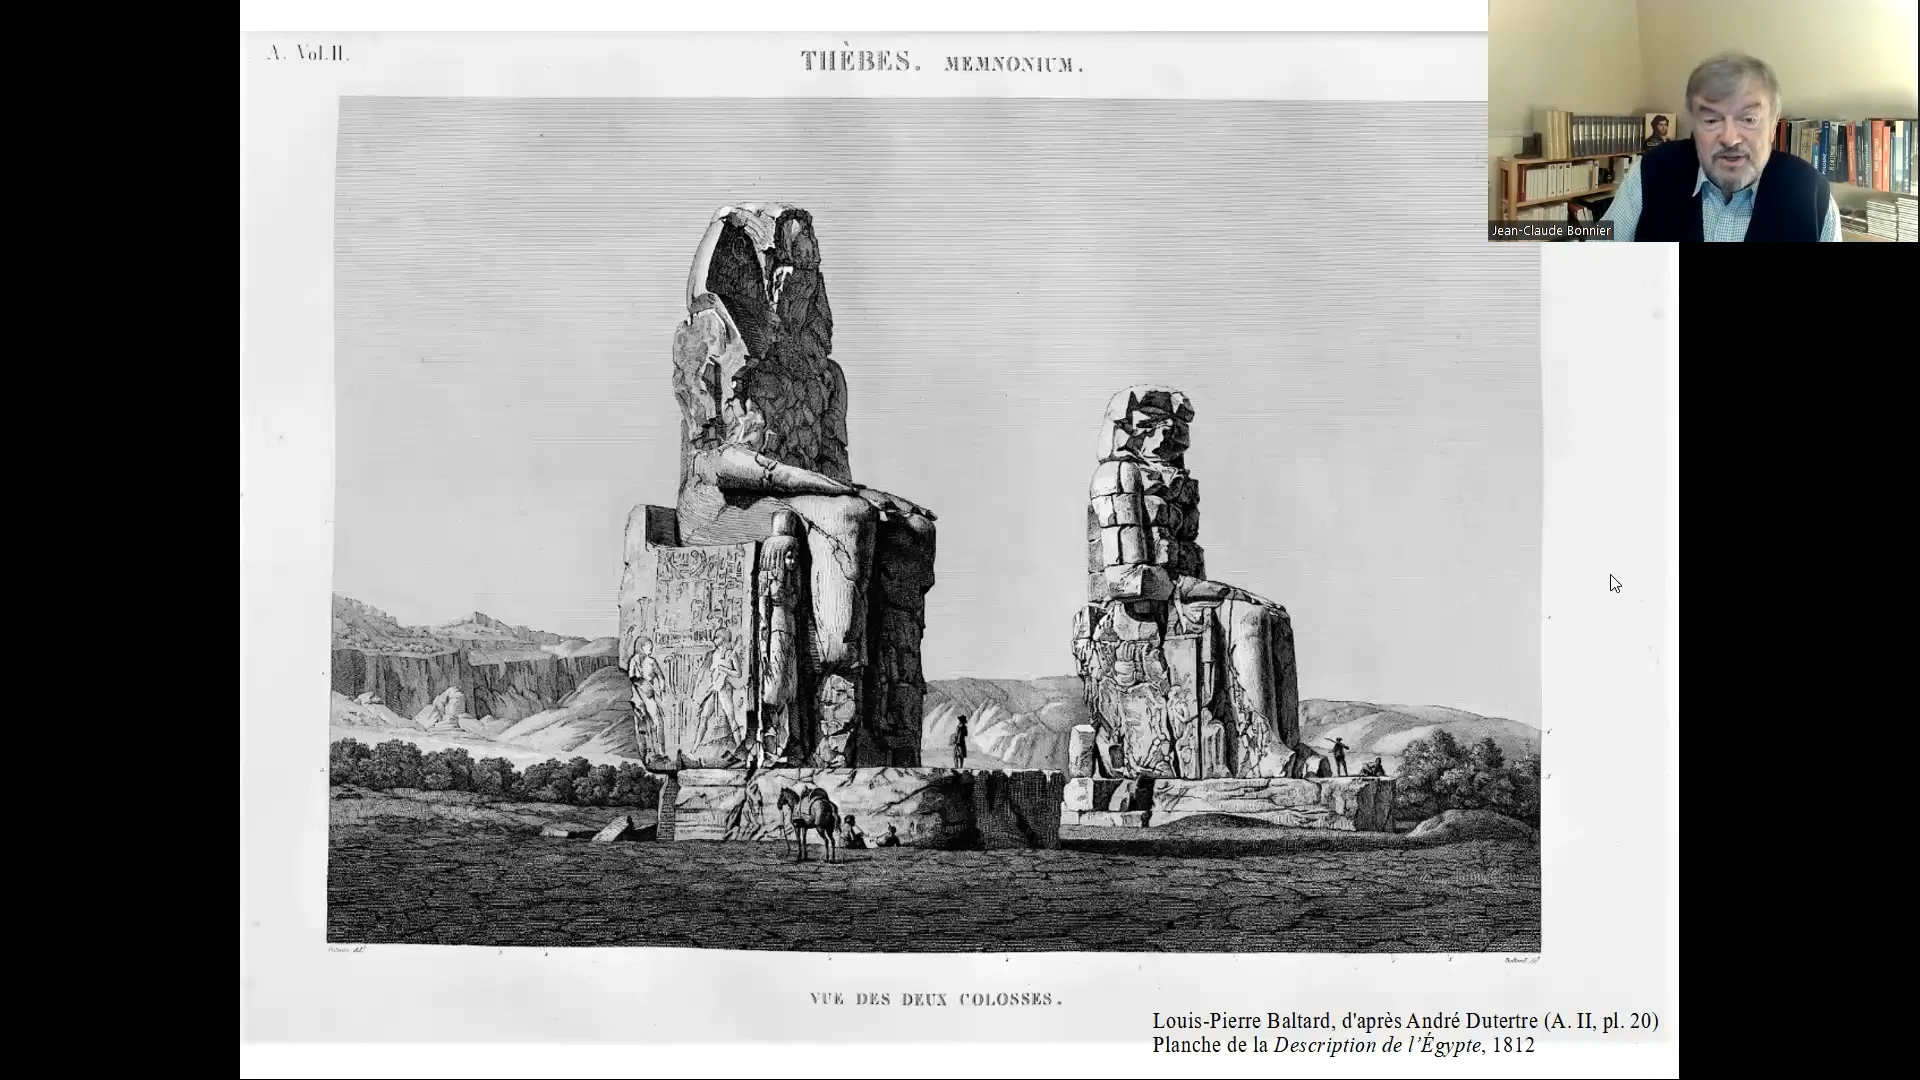 A. Vol. II.
THÈBES. MEMNONIUM.
Jean-Claude Bonnier
VUE DES DEUX COLOSSES.
Louis-Pierre Baltard, d'après André Dutertre (A. II, pl. 20)
Planche de la Description de l'Égypte, 1812